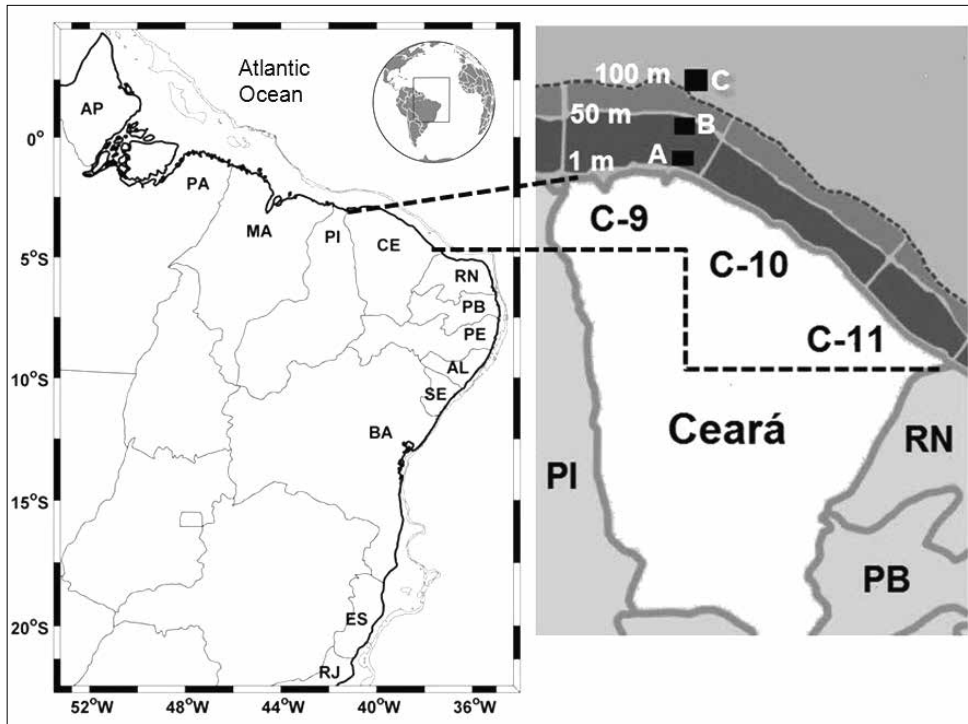 Atlantic
Ocean
AP
PA
MA
PI
CE
RN
PB
PE
AL
SE
BA
ES
RJ
0°
5°S
10°S
15°S
20°S
52°W
48°W
44°W
40°W
36°W
100 m
C
50 m
B
A
1 m
C-9
C-10
C-11
Ceará
PI
RN
PB